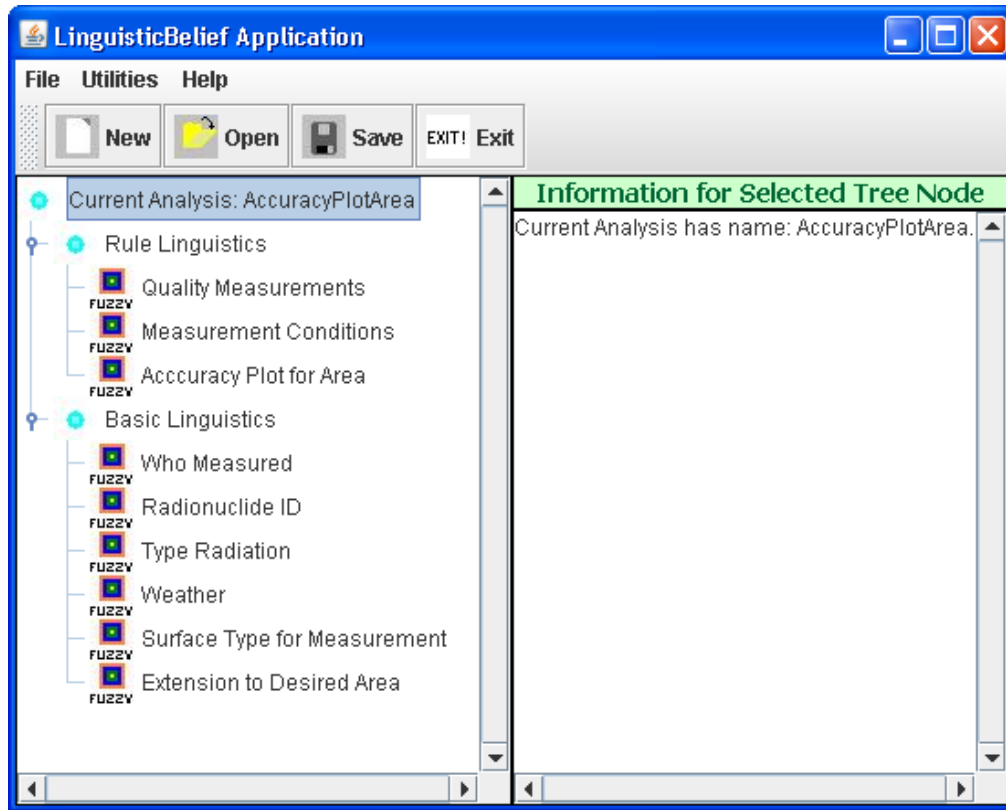 LinguisticBelief Application
File Utilities Help
New Open Save EXIT! Exit
Current Analysis: AccuracyPlotArea
Rule Linguistics
FUZZY Quality Measurements
FUZZY Measurement Conditions
FUZZY Acccuracy Plot for Area
Basic Linguistics
FUZZY Who Measured
FUZZY Radionuclide ID
FUZZY Type Radiation
FUZZY Weather
FUZZY Surface Type for Measurement
FUZZY Extension to Desired Area
Information for Selected Tree Node
Current Analysis has name: AccuracyPlotArea.